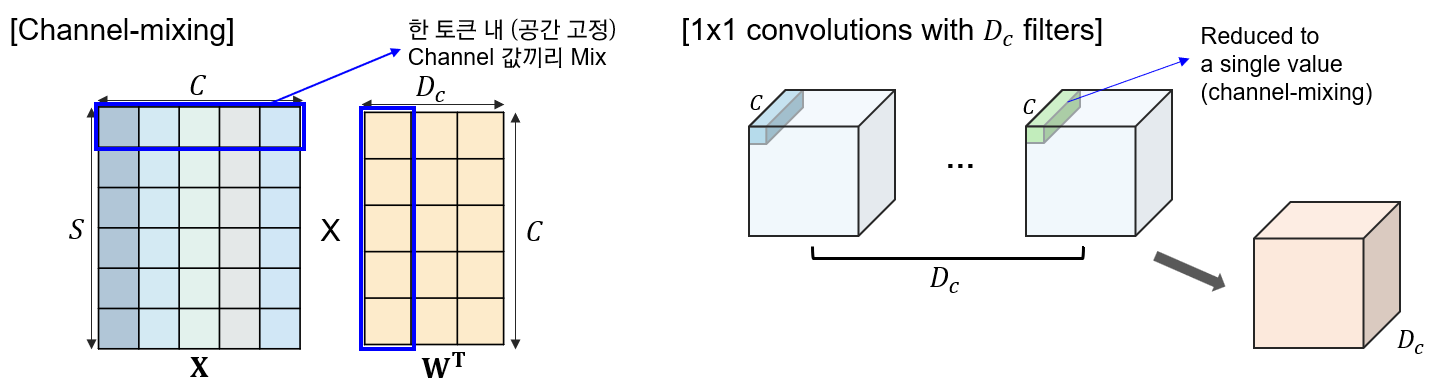 [Channel-mixing]
한 토큰 내 (공간 고정)
Channel 값끼리 Mix
C
S
X
X
D_c
C
W^T
[1x1 convolutions with D_c filters]
Reduced to
a single value
(channel-mixing)
C
...
C
D_c
D_c